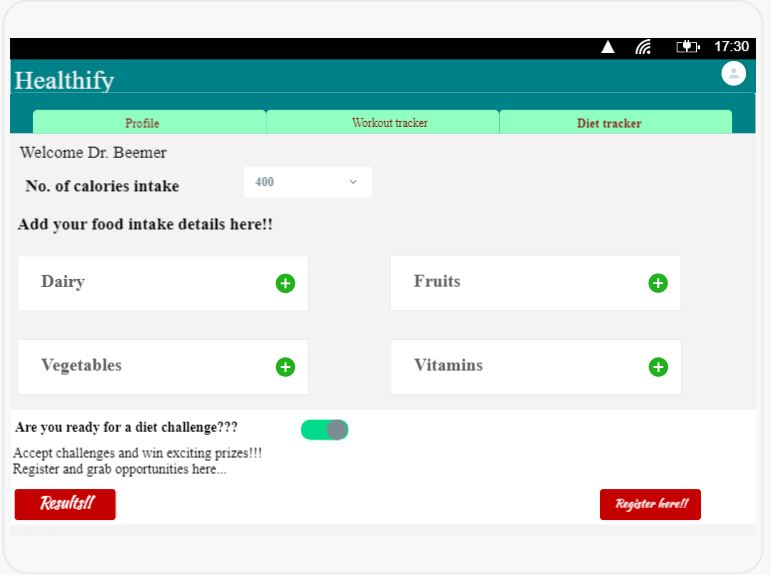 17:30
Healthify
Profile Workout tracker Diet tracker
Welcome Dr. Beemer
No. of calories intake 400
Add your food intake details here!!
Dairy Fruits
Vegetables Vitamins
Are you ready for a diet challenge???
Accept challenges and win exciting prizes!!!
Register and grab opportunities here...
Results!! Register here!!